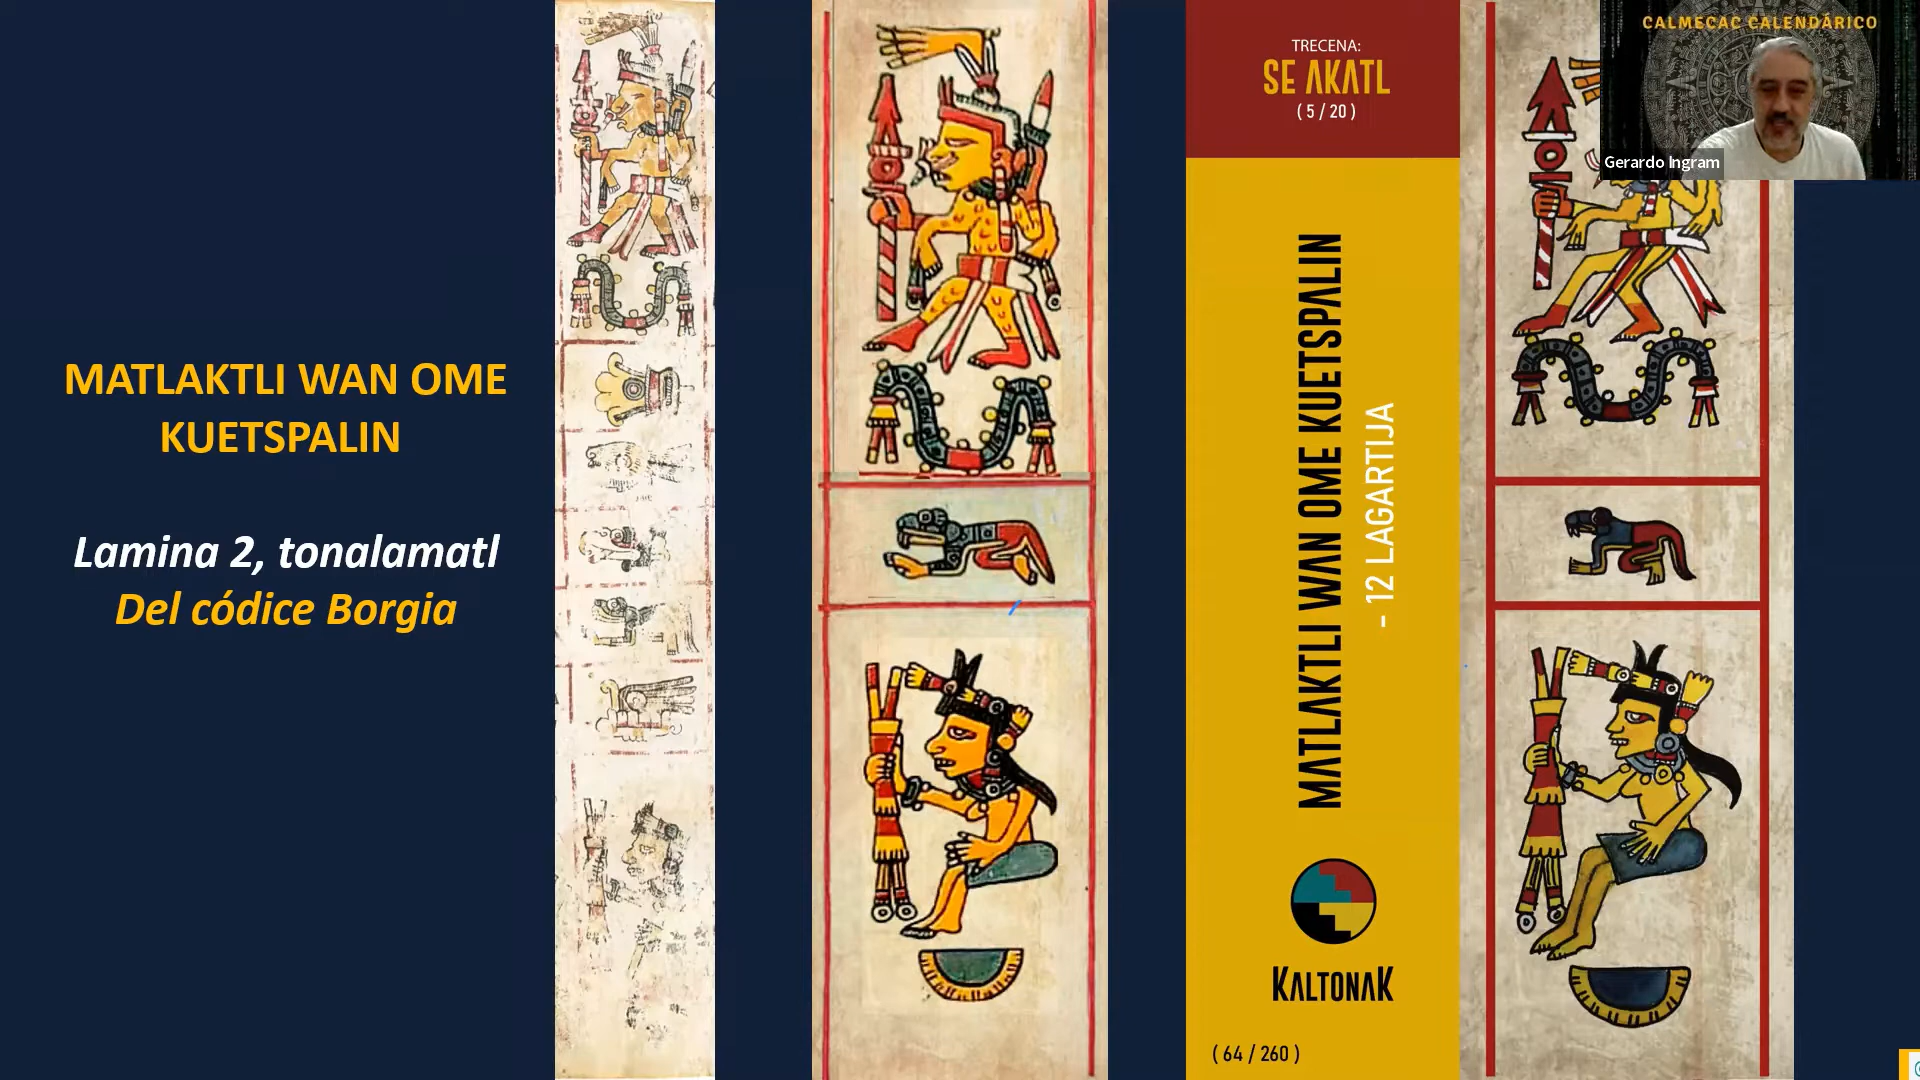 MATLAKTLI WAN OME
KUETSPALIN
Lamina 2, tonalamatl
Del códice Borgia
TRECENA:
SE AKATL
( 5 / 20 )
MATLAKTLI WAN OME KUETSPALIN
- 12 LAGARTIJA
KALTONAK
( 64 / 260 )
CALMECAC CALENDÁRICO
Gerardo Ingram